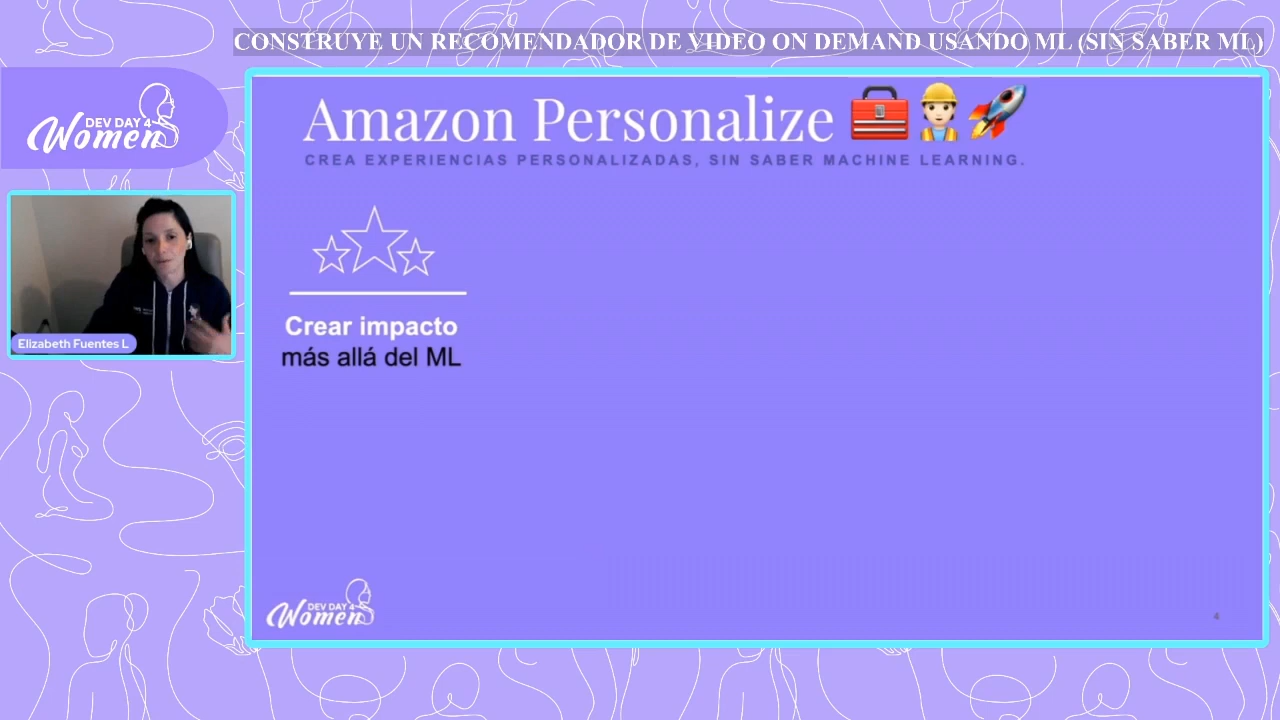 CONSTRUYE UN RECOMENDADOR DE VIDEO ON DEMAND USANDO ML (SIN SABER ML)
DEV DAY 4
Women
Elizabeth Fuentes L
Amazon Personalize
CREA EXPERIENCIAS PERSONALIZADAS, SIN SABER MACHINE LEARNING.
Crear impacto
más allá del ML
DEV DAY 4
Women
4